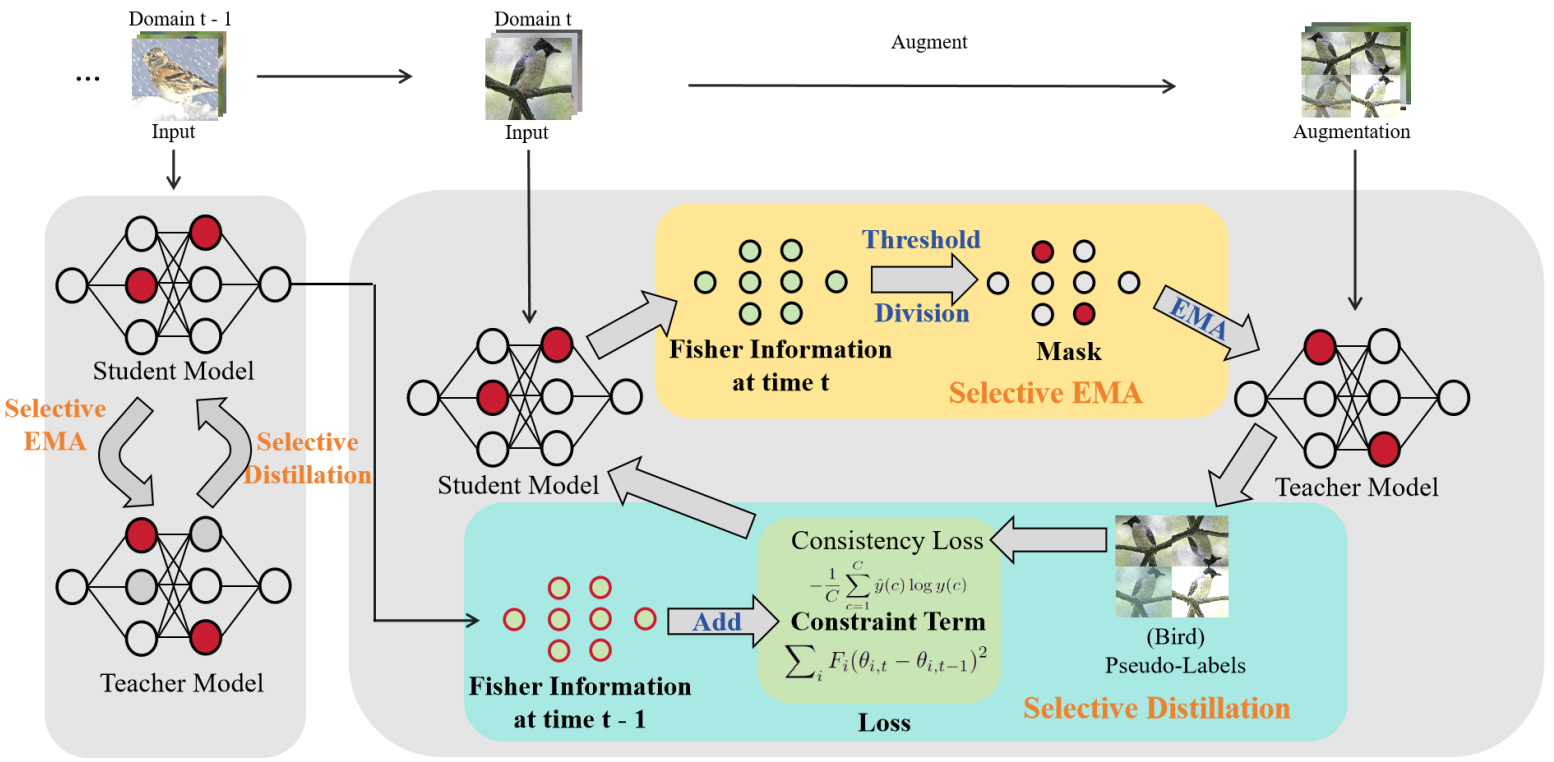 Domain t - 1
Domain t
Augment
...
Input
Input
Augmentation
Student Model
Selective
EMA
Selective
Distillation
Teacher Model
Threshold
Division
Fisher Information
at time t
Mask
EMA
Selective EMA
Student Model
Teacher Model
Consistency Loss
-\frac{1}{C}\sum_{c=1}^{C} \hat{y}(c) \log y(c)
Constraint Term
\sum_i F_i(\theta_{i,t} - \theta_{i,t-1})^2
Add
Fisher Information
at time t - 1
Loss
(Bird)
Pseudo-Labels
Selective Distillation